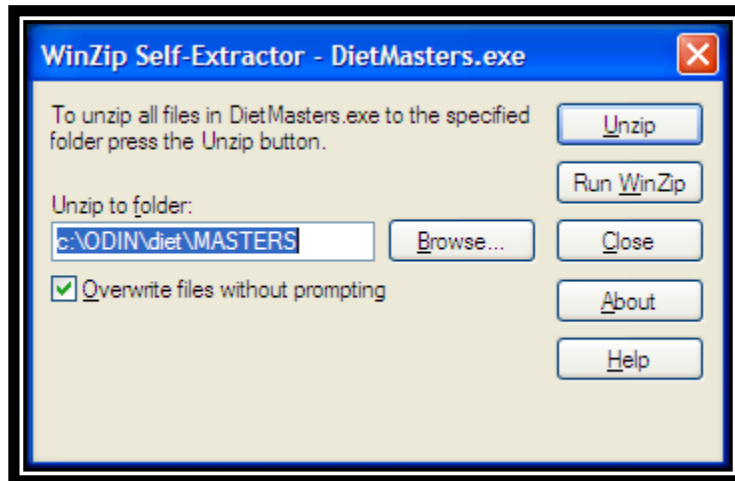 WinZip Self-Extractor - DietMasters.exe
To unzip all files in DietMasters.exe to the specified
folder press the Unzip button.
Unzip to folder:
c:\ODIN\diet\MASTERS
Browse...
Overwrite files without prompting
Unzip
Run WinZip
Close
About
Help